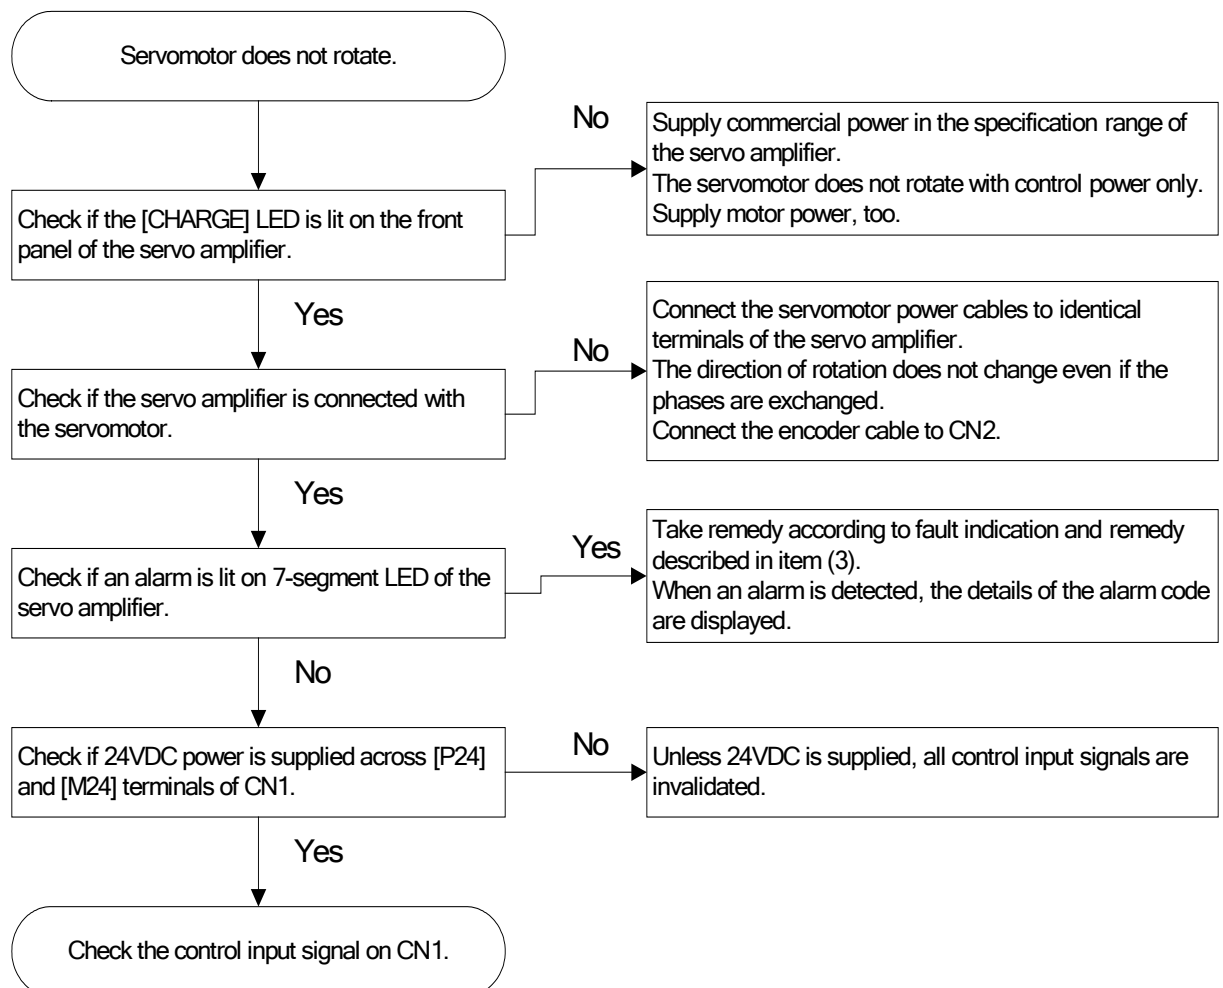 Servomotor does not rotate.
No
Supply commercial power in the specification range of
the servo amplifier.
The servomotor does not rotate with control power only.
Supply motor power, too.
Check if the [CHARGE] LED is lit on the front
panel of the servo amplifier.
Yes
No
Connect the servomotor power cables to identical
terminals of the servo amplifier.
The direction of rotation does not change even if the
phases are exchanged.
Connect the encoder cable to CN2.
Check if the servo amplifier is connected with
the servomotor.
Yes
Yes
Take remedy according to fault indication and remedy
described in item (3).
When an alarm is detected, the details of the alarm code
are displayed.
Check if an alarm is lit on 7-segment LED of the
servo amplifier.
No
Check if 24VDC power is supplied across [P24]
and [M24] terminals of CN1.
No
Unless 24VDC is supplied, all control input signals are
invalidated.
Yes
Check the control input signal on CN1.